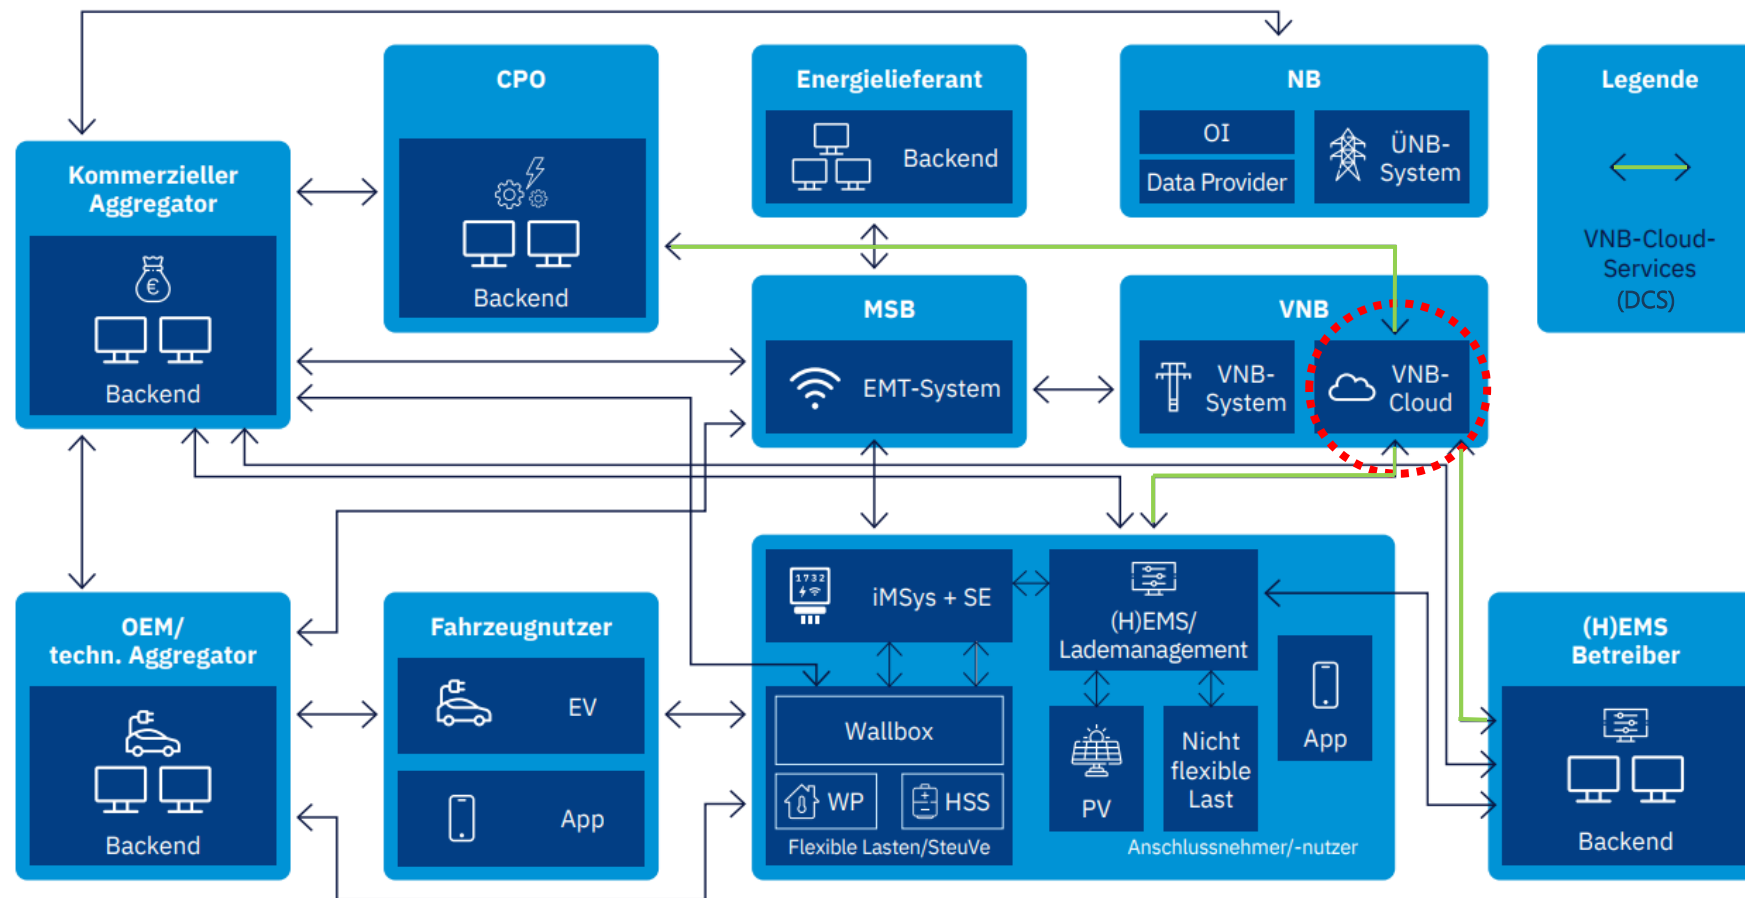 CPO
Backend
Energielieferant
Backend
NB
OI
Data Provider
ÜNB-
System
Legende
VNB-Cloud-
Services
(DCS)
Kommerzieller
Aggregator
€
Backend
MSB
EMT-System
VNB
VNB-
System
VNB-
Cloud
OEM/
techn. Aggregator
Backend
Fahrzeugnutzer
EV
App
1732
iMSys + SE
(H)EMS/
Lademanagement
Wallbox
WP
HSS
Flexible Lasten/SteuVe
PV
Nicht
flexible
Last
App
Anschlussnehmer/-nutzer
(H)EMS
Betreiber
Backend